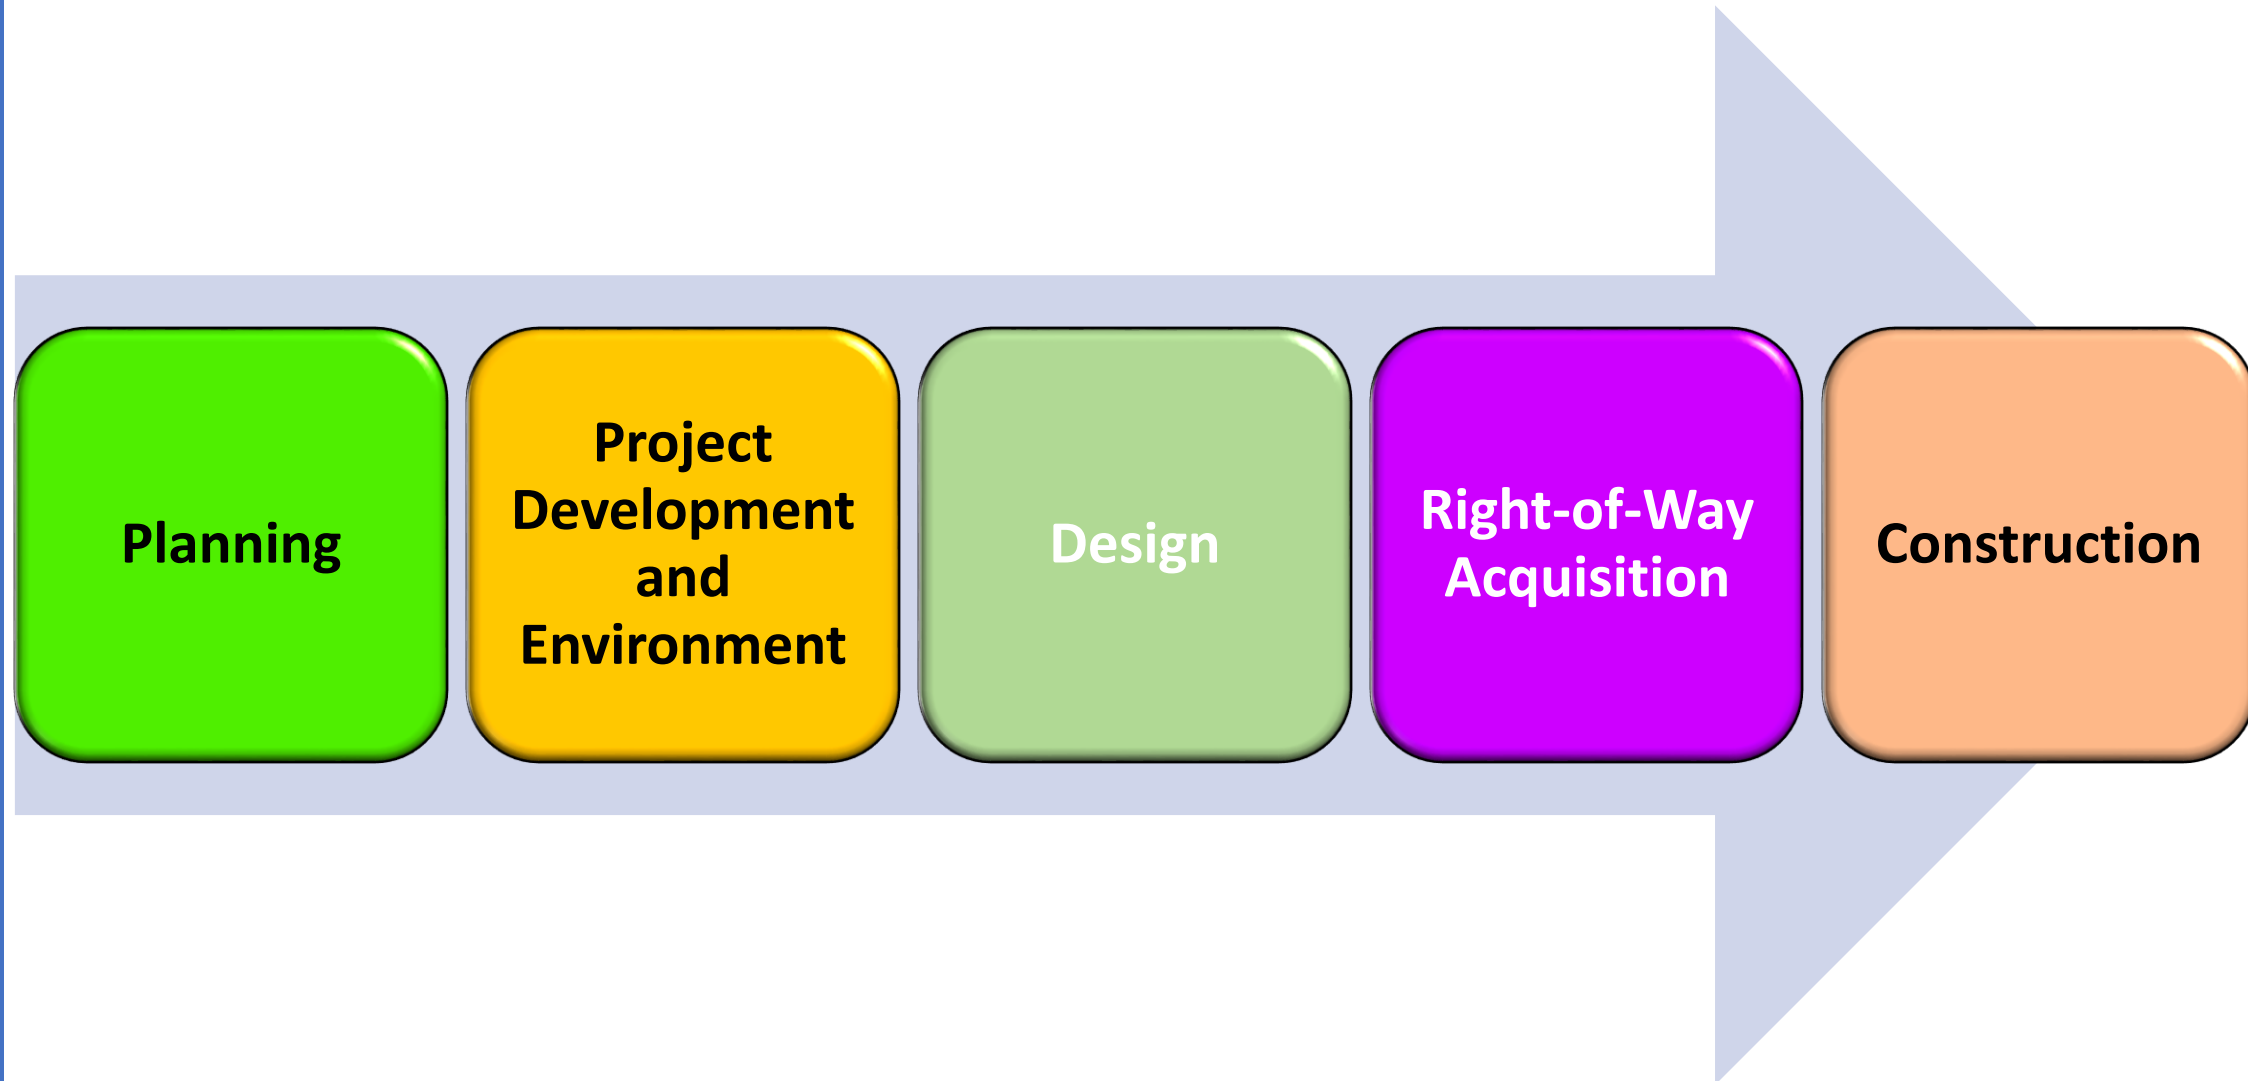 Planning
Project
Development
and
Environment
Design
Right-of-Way
Acquisition
Construction